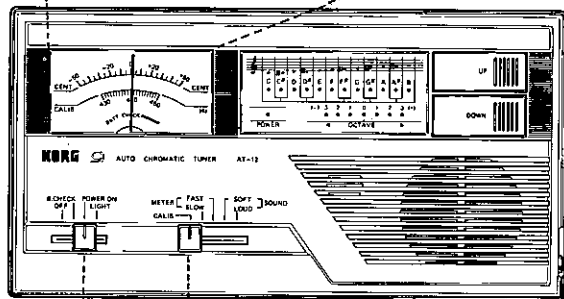 -50 -20 +20 +50
CENT CENT
430 440 450
CALIB Hz
BATT CHECK
C C# D D# E F F# G G# A A# B
POWER OCTAVE
UP
DOWN
KORG AUTO CHROMATIC TUNER AT-12
B.CHECK POWER ON
OFF LIGHT
METER FAST SOFT SOUND
SLOW LOUD
CALIB